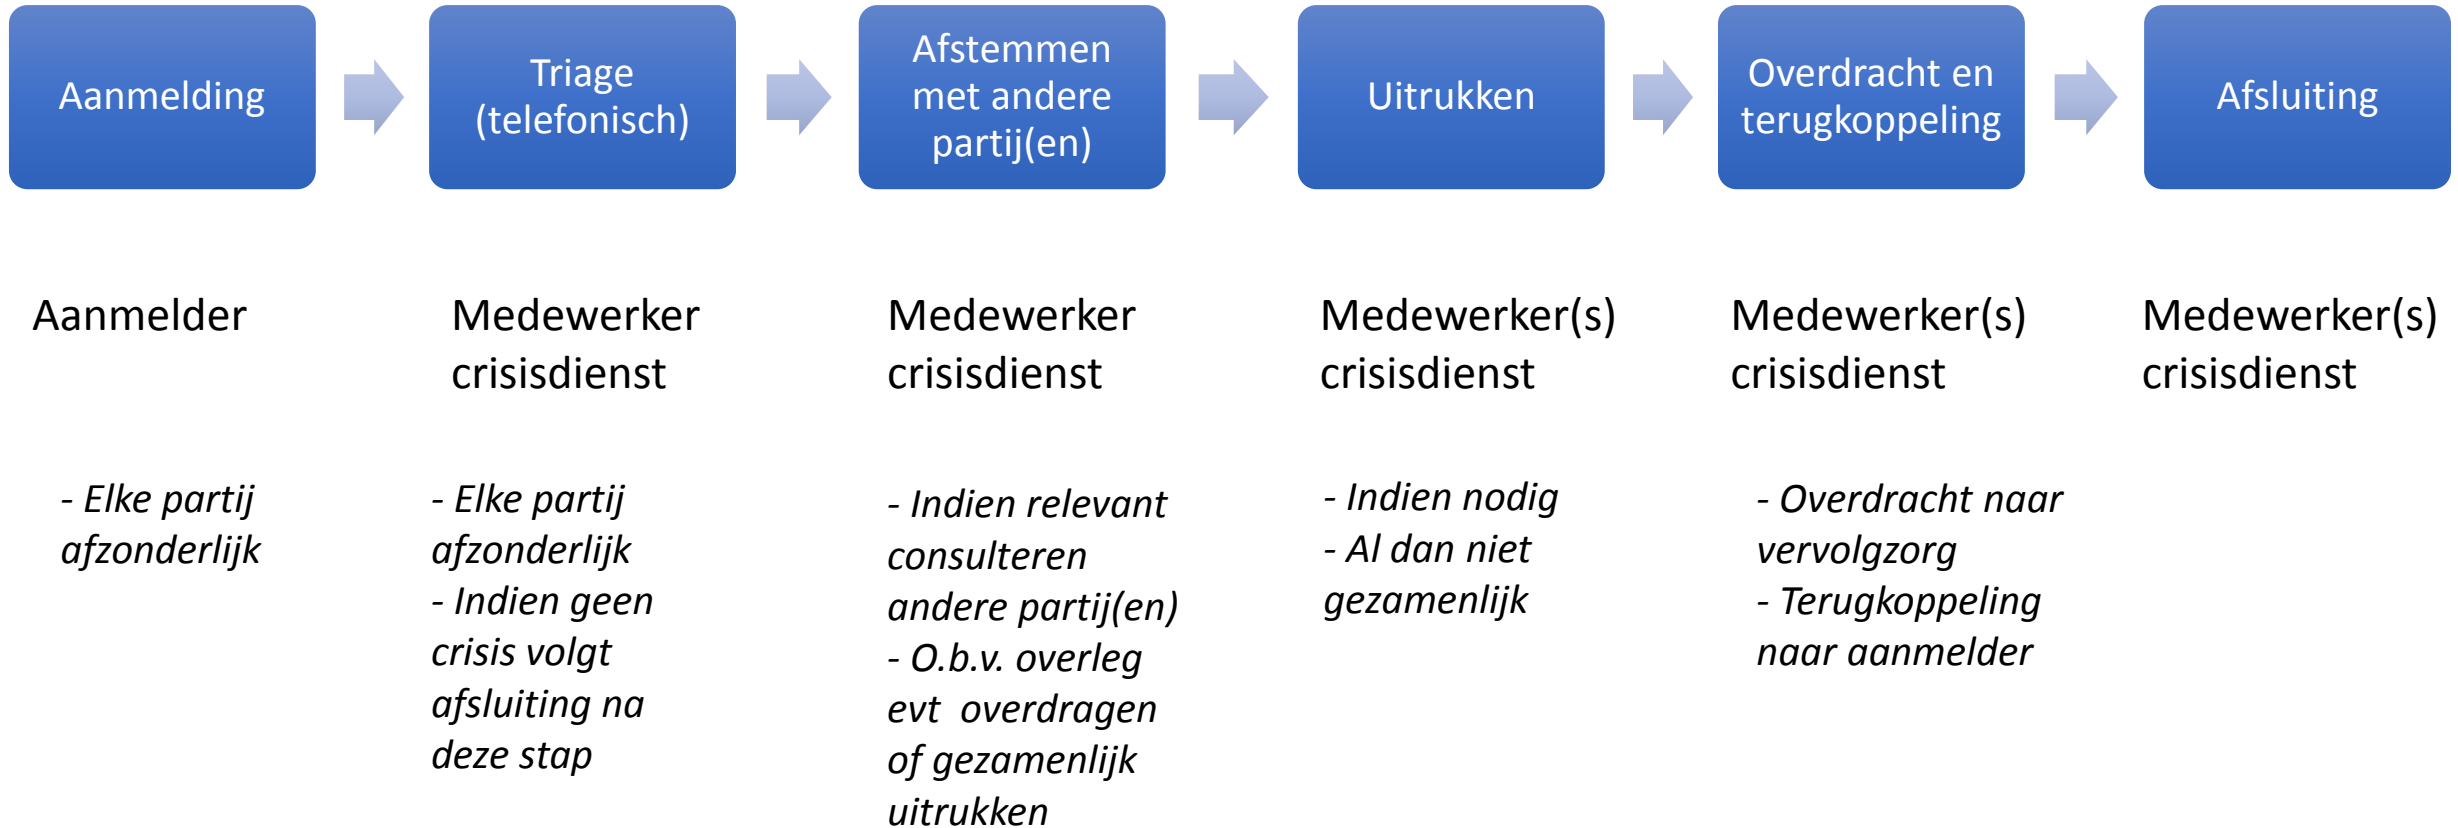 Aanmelding
Triage
(telefonisch)
Afstemmen
met andere
partij(en)
Uitrukken
Overdracht en
terugkoppeling
Afsluiting
Aanmelder
Medewerker
crisisdienst
Medewerker
crisisdienst
Medewerker(s)
crisisdienst
Medewerker(s)
crisisdienst
Medewerker(s)
crisisdienst
- Elke partij
afzonderlijk
- Elke partij
afzonderlijk
- Indien geen
crisis volgt
afsluiting na
deze stap
- Indien relevant
consulteren
andere partij(en)
- O.b.v. overleg
evt  overdragen
of gezamenlijk
uitrukken
- Indien nodig
- Al dan niet
gezamenlijk
- Overdracht naar
vervolgzorg
- Terugkoppeling
naar aanmelder